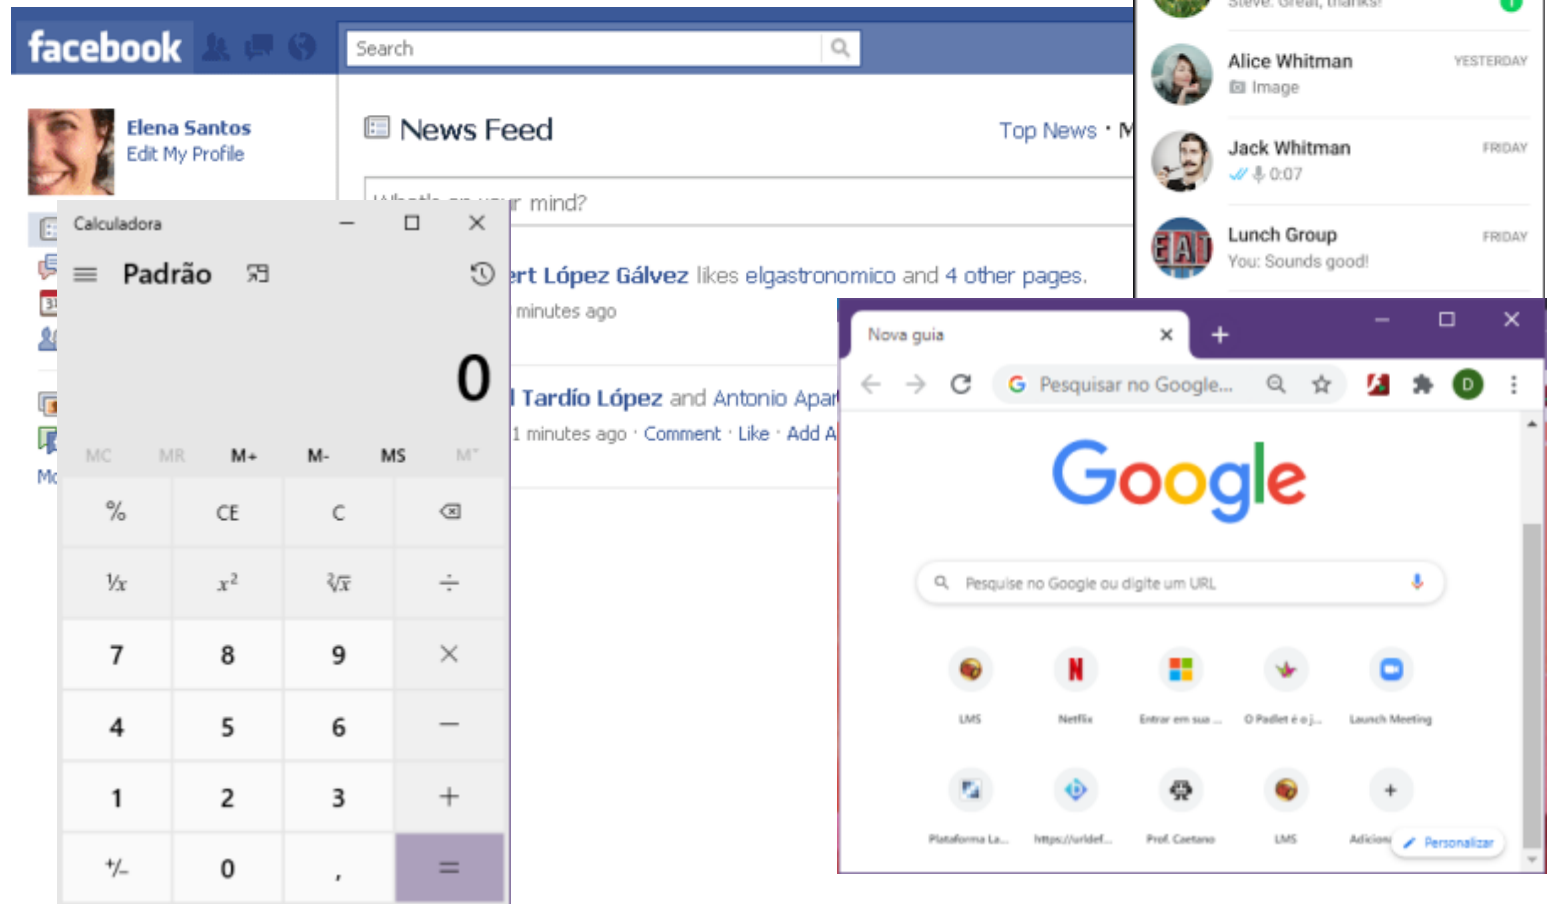 facebook
Search
Elena Santos
Edit My Profile
News Feed
Top News · M
mind?
López Gálvez likes elgastronomico and 4 other pages.
minutes ago
Tardío López and Antonio
1 minutes ago · Comment · Like · Add A
Steve: Great, thanks!
1
Alice Whitman
YESTERDAY
Image
Jack Whitman
FRIDAY
0:07
Lunch Group
FRIDAY
You: Sounds good!
EAT
Calculadora
Padrão
0
MC MR M+ M- MS M˅
% CE C
¹/x x² ²√x ÷
7 8 9 ×
4 5 6 −
1 2 3 +
+/− 0 , =
Nova guia
Pesquisar no Google...
D
Google
Pesquise no Google ou digite um URL
LMS Netflix Entrar em sua ... O Padlet é o j... Launch Meeting
Plataforma La... https://urldef... Prof. Caetano LMS
Personalizar